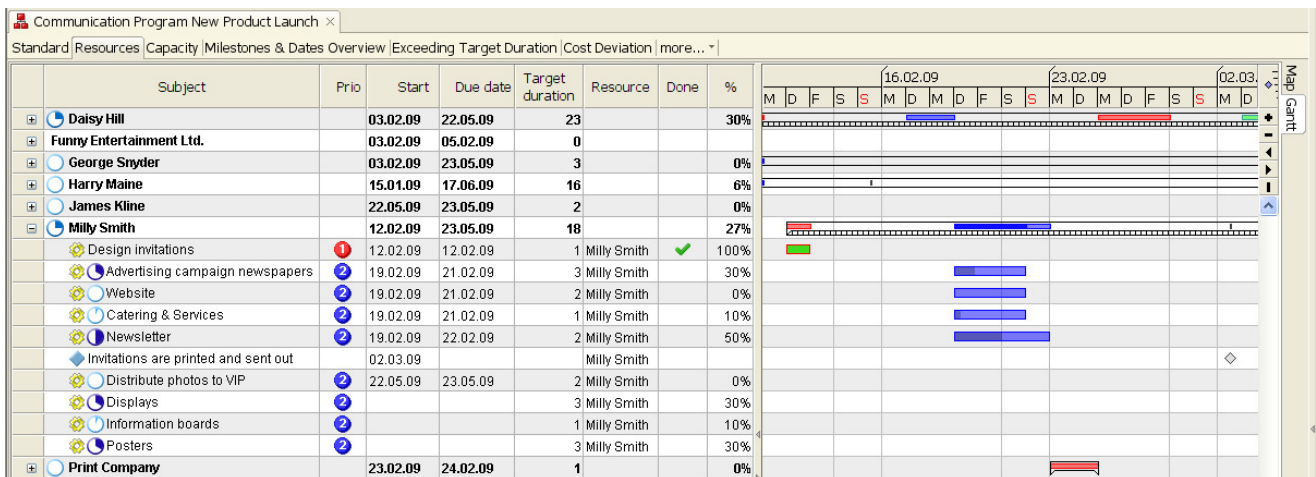 Communication Program New Product Launch
Standard Resources Capacity Milestones & Dates Overview Exceeding Target Duration Cost Deviation more...
Subject Prio Start Due date Target duration Resource Done %
16.02.09 23.02.09 02.03.
M D F S S M D M D F S S M D M D F S S M D
Map
Gantt
Daisy Hill 03.02.09 22.05.09 23 30%
Funny Entertainment Ltd. 03.02.09 05.02.09 0
George Snyder 03.02.09 23.05.09 3 0%
Harry Maine 15.01.09 17.06.09 16 6%
James Kline 22.05.09 23.05.09 2 0%
Milly Smith 12.02.09 23.05.09 18 27%
Design invitations 1 12.02.09 12.02.09 1 Milly Smith 100%
Advertising campaign newspapers 2 19.02.09 21.02.09 3 Milly Smith 30%
Website 2 19.02.09 21.02.09 2 Milly Smith 0%
Catering & Services 2 19.02.09 21.02.09 1 Milly Smith 10%
Newsletter 2 19.02.09 22.02.09 2 Milly Smith 50%
Invitations are printed and sent out 02.03.09 Milly Smith
Distribute photos to VIP 2 22.05.09 23.05.09 2 Milly Smith 0%
Displays 2 3 Milly Smith 30%
Information boards 2 1 Milly Smith 10%
Posters 2 3 Milly Smith 30%
Print Company 23.02.09 24.02.09 1 0%